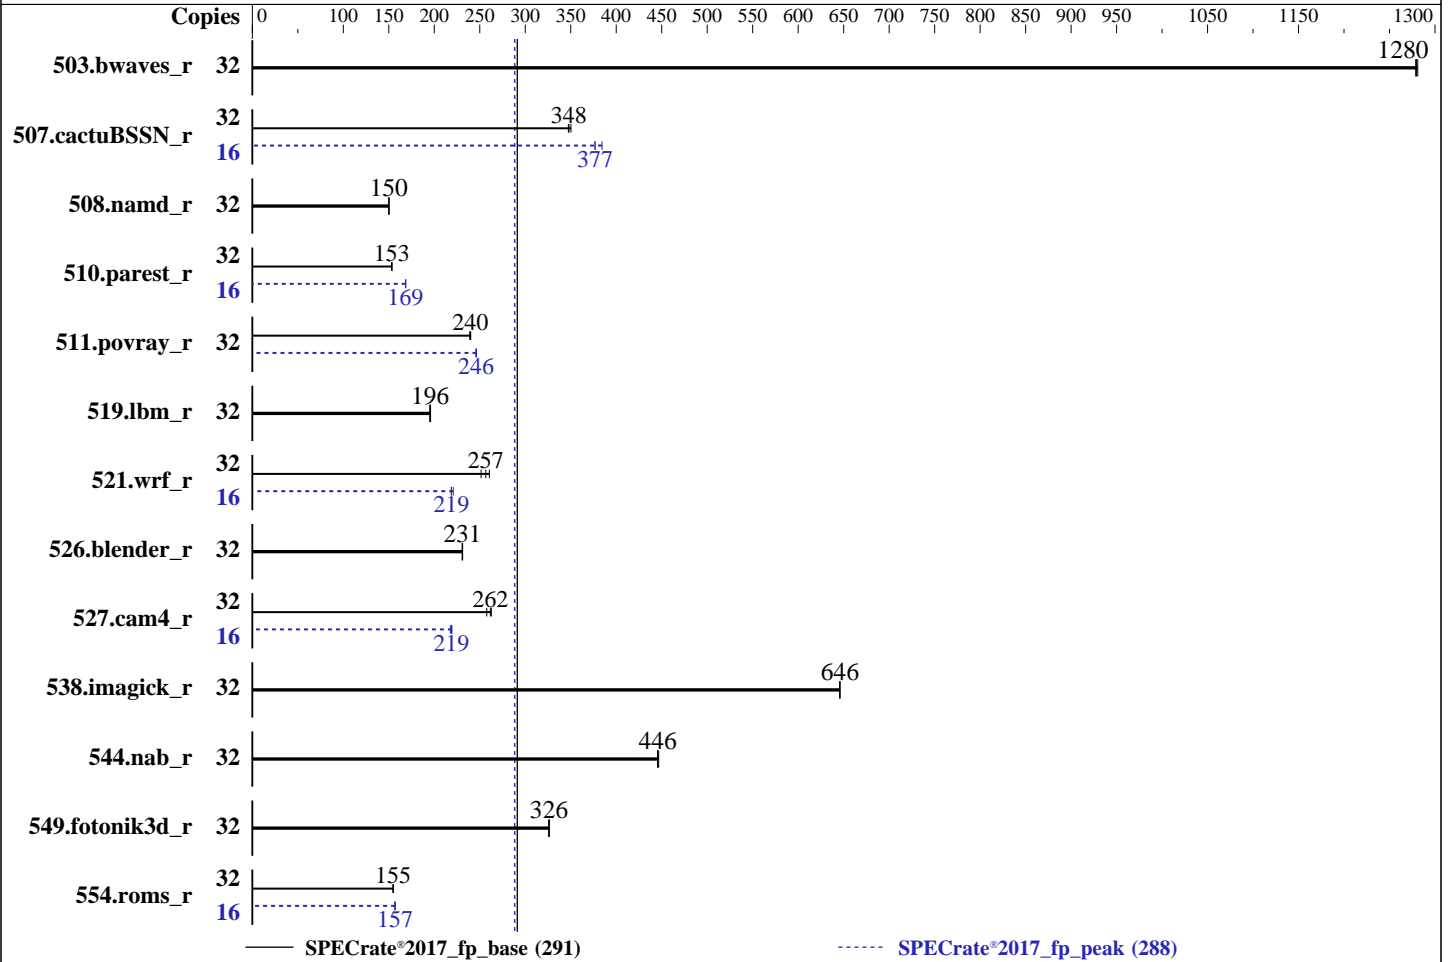 Copies 0 100 150 200 250 300 350 400 450 500 550 600 650 700 750 800 850 900 950 1050 1150 1300
503.bwaves_r 32 1280
507.cactuBSSN_r 32 348
16 377
508.namd_r 32 150
510.parest_r 32 153
16 169
511.povray_r 32 240
246
519.lbm_r 32 196
521.wrf_r 32 257
16 219
526.blender_r 32 231
527.cam4_r 32 262
16 219
538.imagick_r 32 646
544.nab_r 32 446
549.fotonik3d_r 32 326
554.roms_r 32 155
16 157
SPECrate®2017_fp_base (291) SPECrate®2017_fp_peak (288)